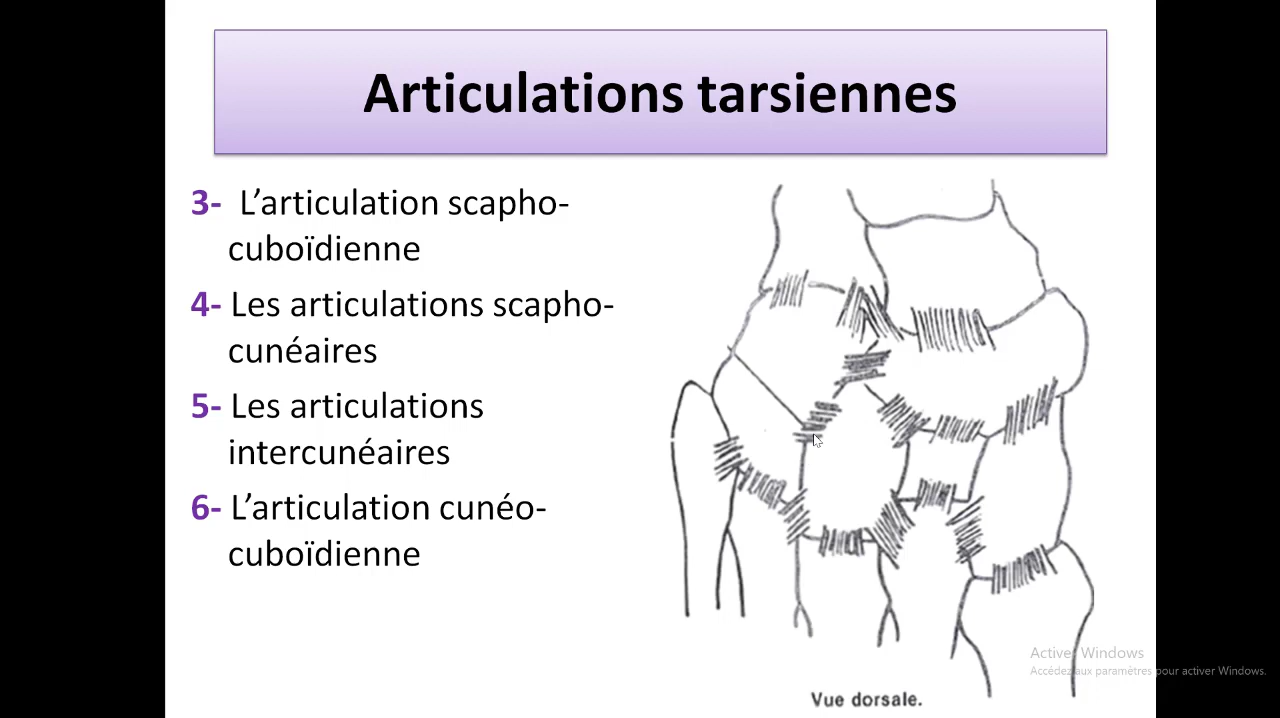 Articulations tarsiennes
3- L’articulation scapho-
cuboïdienne
4- Les articulations scapho-
cunéaires
5- Les articulations
intercunéaires
6- L’articulation cunéo-
cuboïdienne
Activer Windows
Accédez aux paramètres pour activer Windows.
Vue dorsale.